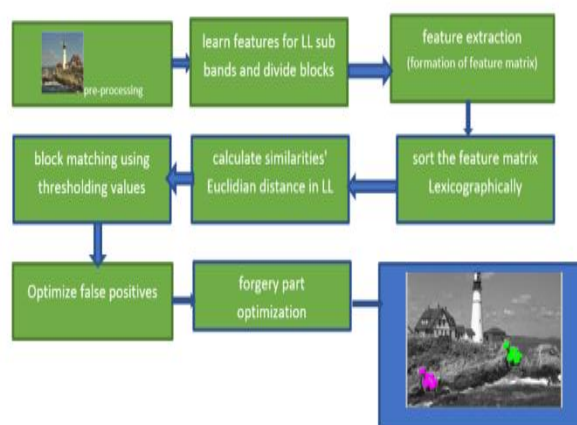 pre-processing
learn features for LL sub
bands and divide blocks
feature extraction
(formation of feature matrix)
sort the feature matrix
Lexicographically
calculate similarities'
Euclidian distance in LL
block matching using
thresholding values
Optimize false positives
forgery part
optimization